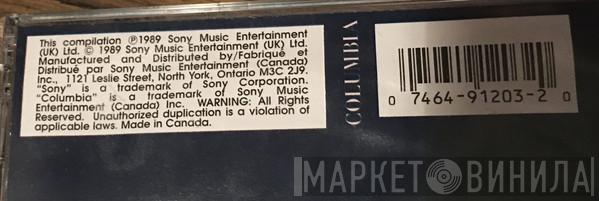 This compilation ℗1989 Sony Music Entertainment
(UK) Ltd. © 1989 Sony Music Entertainment (UK) Ltd.
Manufactured and Distributed by/Fabriqué et
Distribué par Sony Music Entertainment (Canada)
Inc., 1121 Leslie Street, North York, Ontario M3C 2J9.
"Sony" is a trademark of Sony Corporation.
"Columbia" is a trademark of Sony Music
Entertainment (Canada) Inc. WARNING: All Rights
Reserved. Unauthorized duplication is a violation of
applicable laws. Made in Canada.
COLUMBIA
0 7464-91203-2 0
МАРКЕТ ВИНИЛА